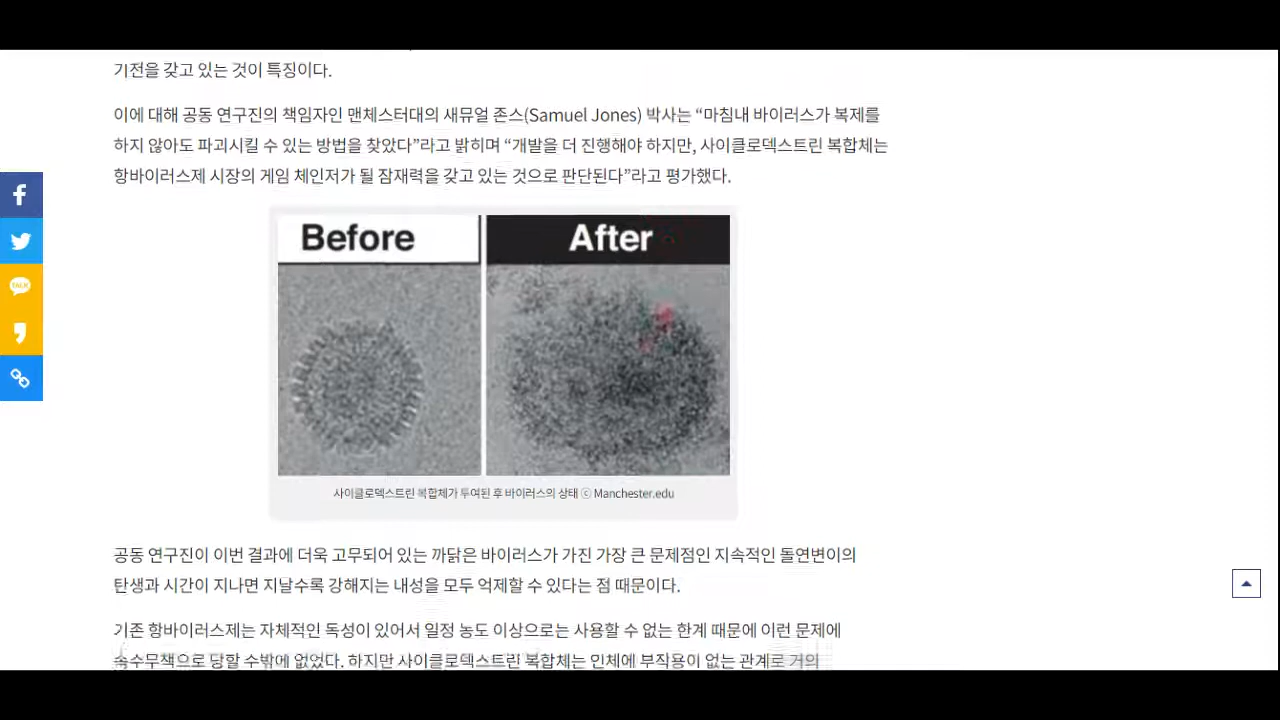 기전을 갖고 있는 것이 특징이다.
이에 대해 공동 연구진의 책임자인 맨체스터대의 새뮤얼 존스(Samuel Jones) 박사는 “마침내 바이러스가 복제를
하지 않아도 파괴시킬 수 있는 방법을 찾았다”라고 밝히며 “개발을 더 진행해야 하지만, 사이클로덱스트린 복합체는
항바이러스제 시장의 게임 체인저가 될 잠재력을 갖고 있는 것으로 판단된다”라고 평가했다.
Before
After
TALK
사이클로덱스트린 복합체가 투여된 후 바이러스의 상태 ⓒ Manchester.edu
공동 연구진이 이번 결과에 더욱 고무되어 있는 까닭은 바이러스가 가진 가장 큰 문제점인 지속적인 돌연변이의
탄생과 시간이 지나면 지날수록 강해지는 내성을 모두 억제할 수 있다는 점 때문이다.
기존 항바이러스제는 자체적인 독성이 있어서 일정 농도 이상으로는 사용할 수 없는 한계 때문에 이런 문제에
속수무책으로 당할 수밖에 없었다. 하지만 사이클로덱스트린 복합체는 인체에 부작용이 없는 관계로 거의